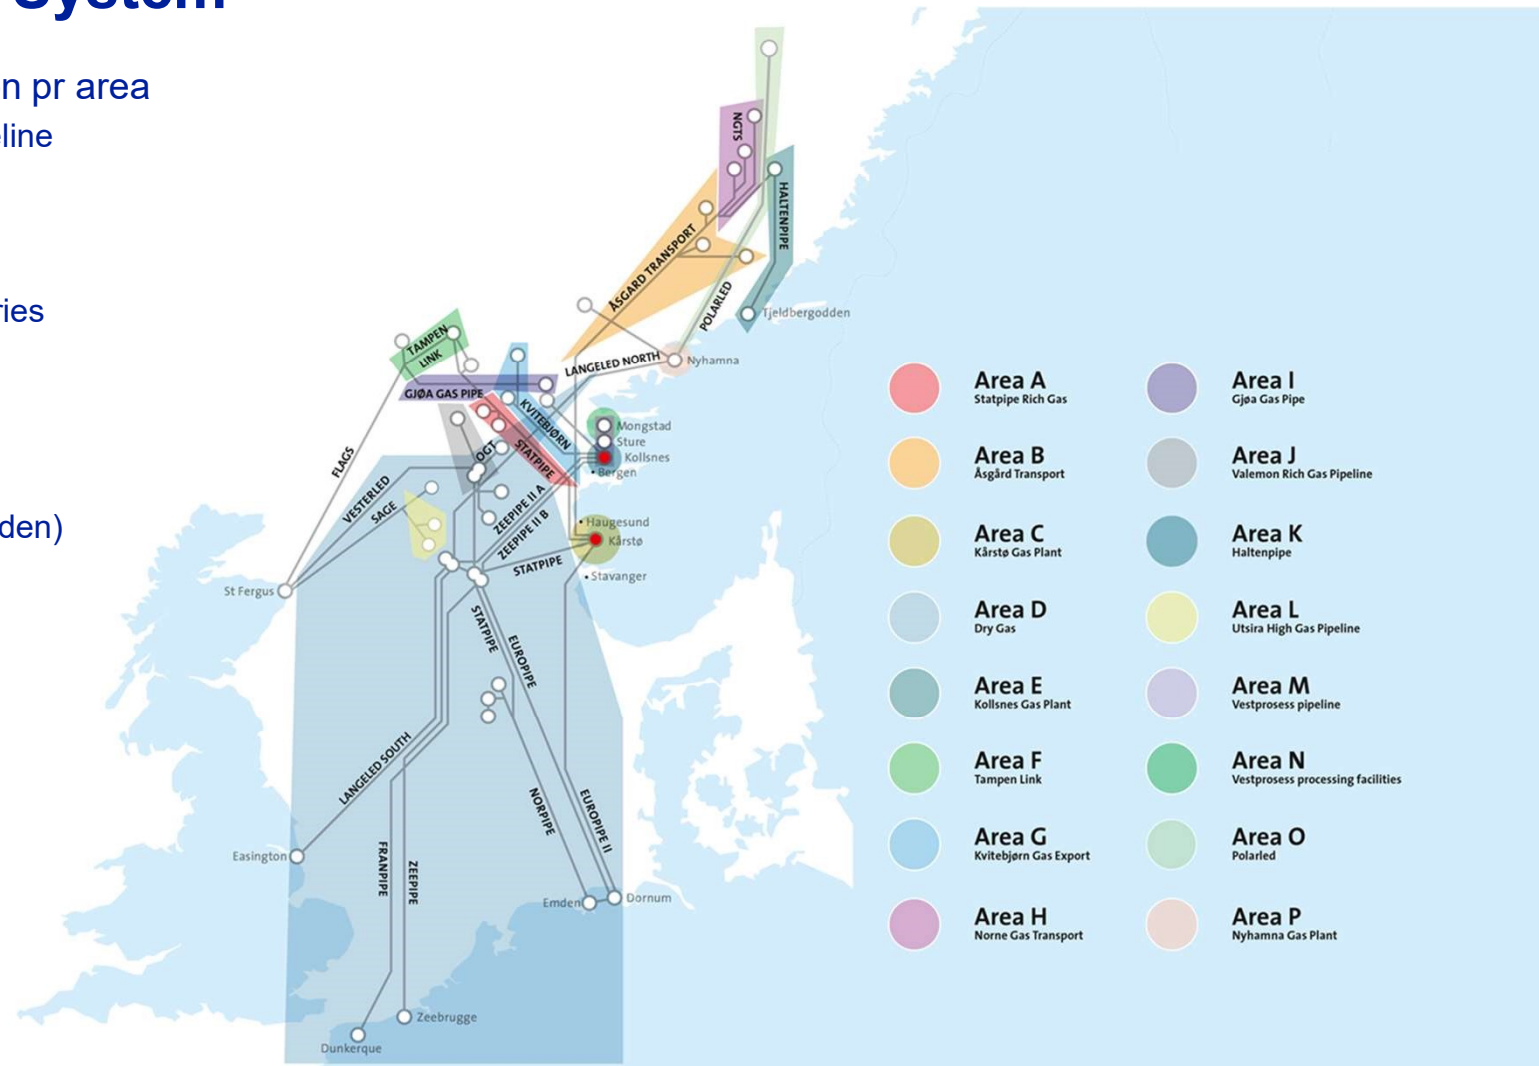 System
n pr area
eline
ries
den)
NGTS
HALTENPIPE
ÅSGARD TRANSPORT
POLARLED
Tjeldbergodden
TAMPEN
LINK
LANGELED NORTH
Nyhamna
GJØA GAS PIPE
KVITEBJØRN
Mongstad
Sture
Kollsnes
Bergen
FLAGS
OGT
STATPIPE
VESTERLED
SAGE
ZEEPIPE II A
ZEEPIPE II B
Haugesund
Kårstø
STATPIPE
Stavanger
St Fergus
STATPIPE
EUROPIPE
LANGELED SOUTH
NORPIPE
EUROPIPE II
Easington
FRANPIPE
ZEEPIPE
Emden
Dornum
Zeebrugge
Dunkerque
Area A
Statpipe Rich Gas
Area B
Åsgård Transport
Area C
Kårstø Gas Plant
Area D
Dry Gas
Area E
Kollsnes Gas Plant
Area F
Tampen Link
Area G
Kvitebjørn Gas Export
Area H
Norne Gas Transport
Area I
Gjøa Gas Pipe
Area J
Valemon Rich Gas Pipeline
Area K
Haltenpipe
Area L
Utsira High Gas Pipeline
Area M
Vestprosess pipeline
Area N
Vestprosess processing facilities
Area O
Polarled
Area P
Nyhamna Gas Plant